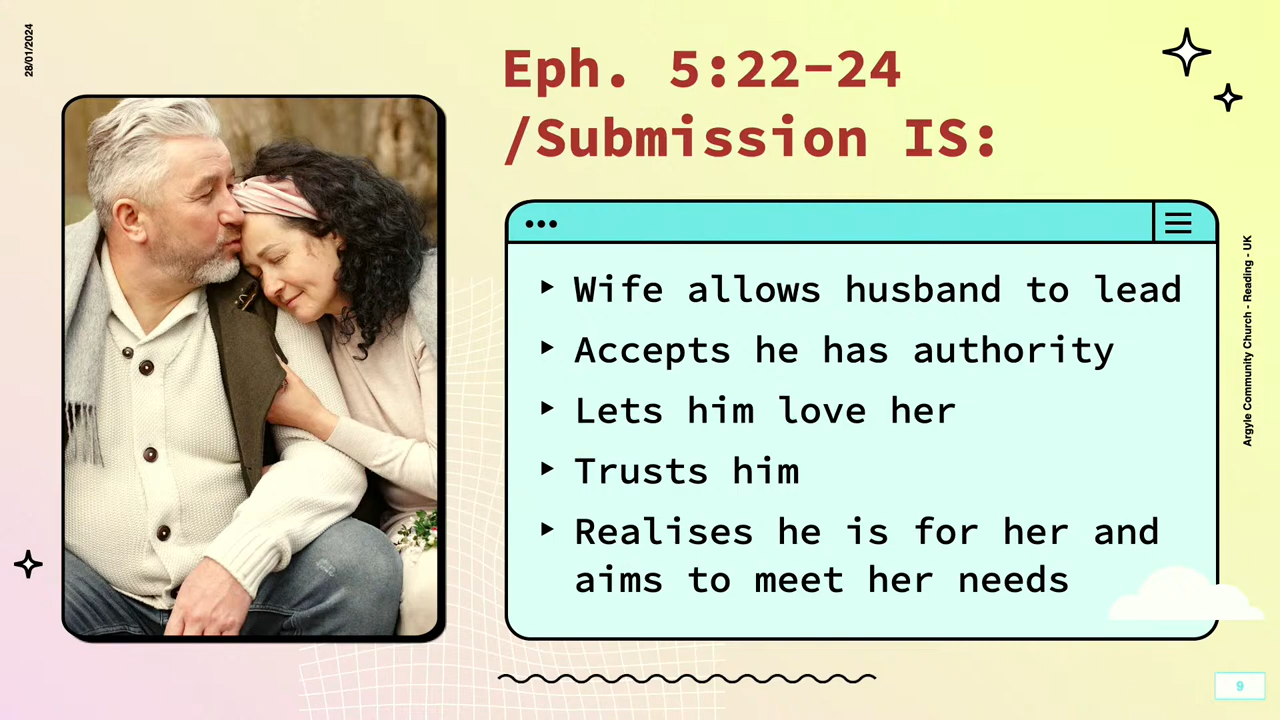 28/01/2024
Eph. 5:22-24
/Submission IS:
‣ Wife allows husband to lead
‣ Accepts he has authority
‣ Lets him love her
‣ Trusts him
‣ Realises he is for her and
aims to meet her needs
Argyle Community Church - Reading - UK
9